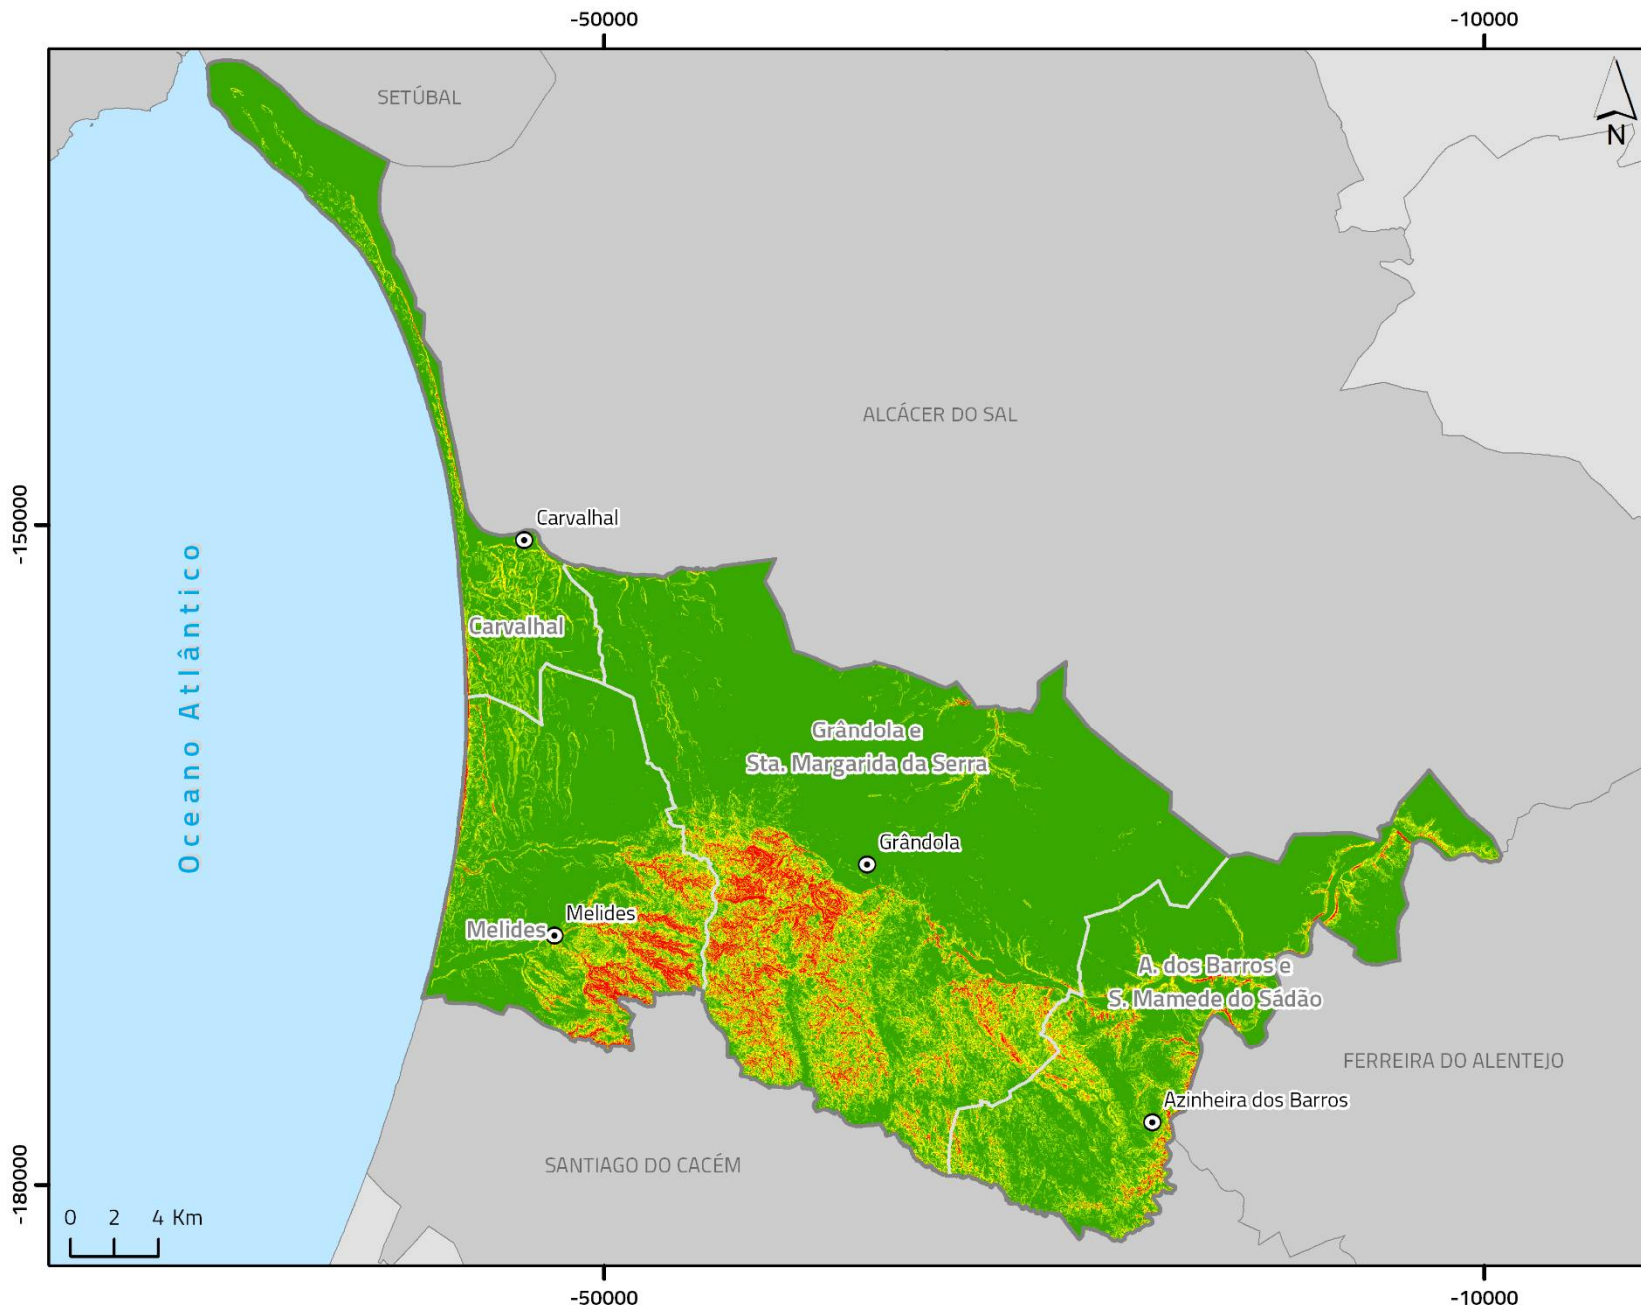 -50000
-10000
SETÚBAL
N
ALCÁCER DO SAL
-150000
Carvalhal
Carvalhal
Oceano Atlântico
Grândola e
Sta. Margarida da Serra
Grândola
Melides
Melides
A. dos Barros e
S. Mamede do Sádão
FERREIRA DO ALENTEJO
Azinheira dos Barros
SANTIAGO DO CACÉM
-180000
0 2 4 Km
-50000
-10000